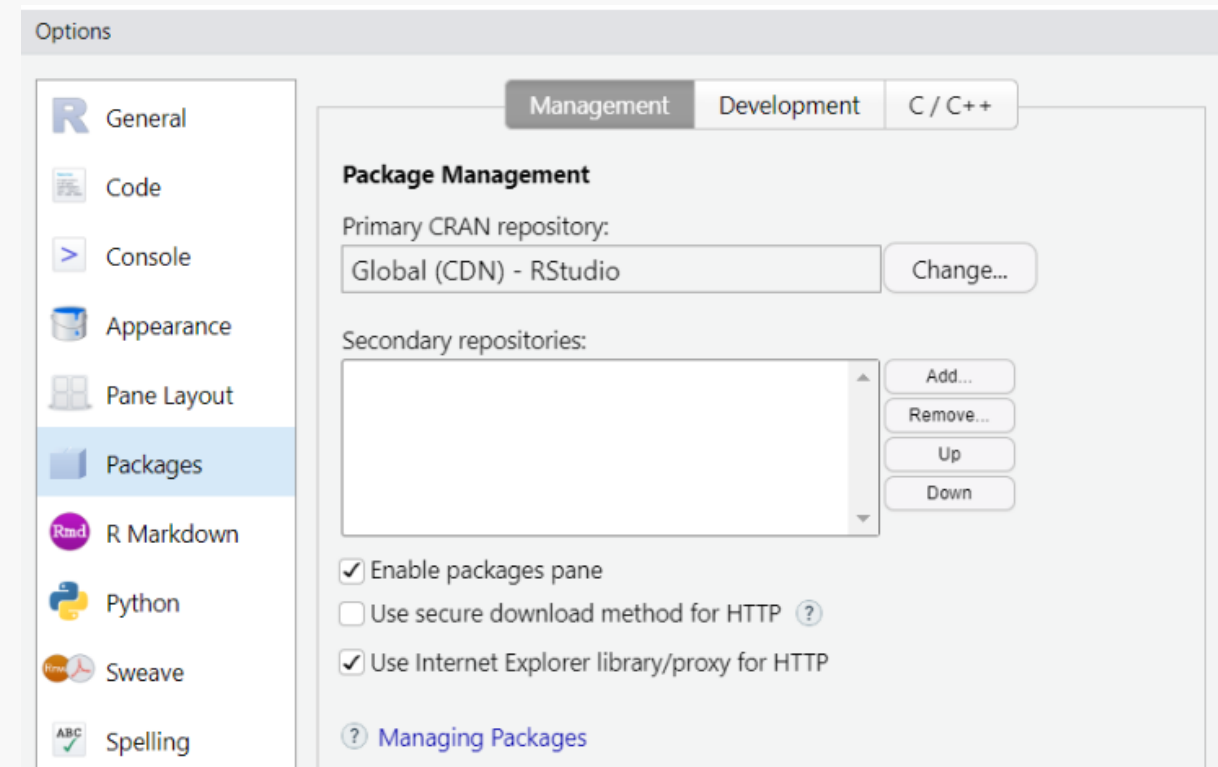 Options
General
Code
Console
Appearance
Pane Layout
Packages
Rmd R Markdown
Python
Sweave
ABC
Spelling
Management Development C / C++
Package Management
Primary CRAN repository:
Global (CDN) - RStudio Change...
Secondary repositories:
Add...
Remove...
Up
Down
Enable packages pane
Use secure download method for HTTP ?
Use Internet Explorer library/proxy for HTTP
? Managing Packages